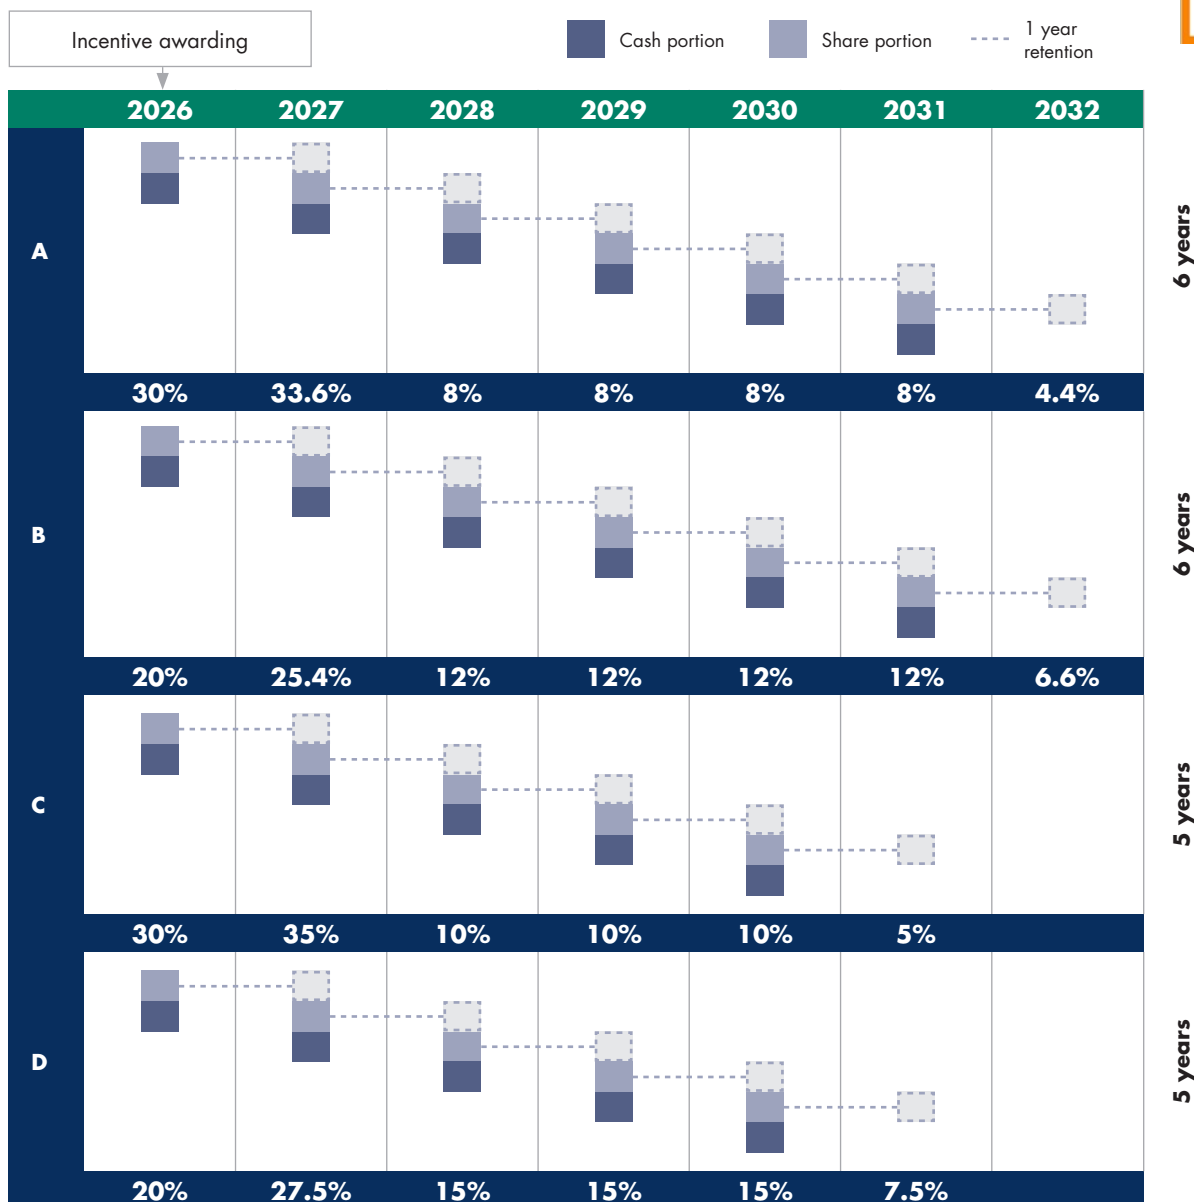 Incentive awarding
Cash portion
Share portion
1 year
retention
2026 2027 2028 2029 2030 2031 2032
A
6 years
30% 33.6% 8% 8% 8% 8% 4.4%
B
6 years
20% 25.4% 12% 12% 12% 12% 6.6%
C
5 years
30% 35% 10% 10% 10% 5%
D
5 years
20% 27.5% 15% 15% 15% 7.5%